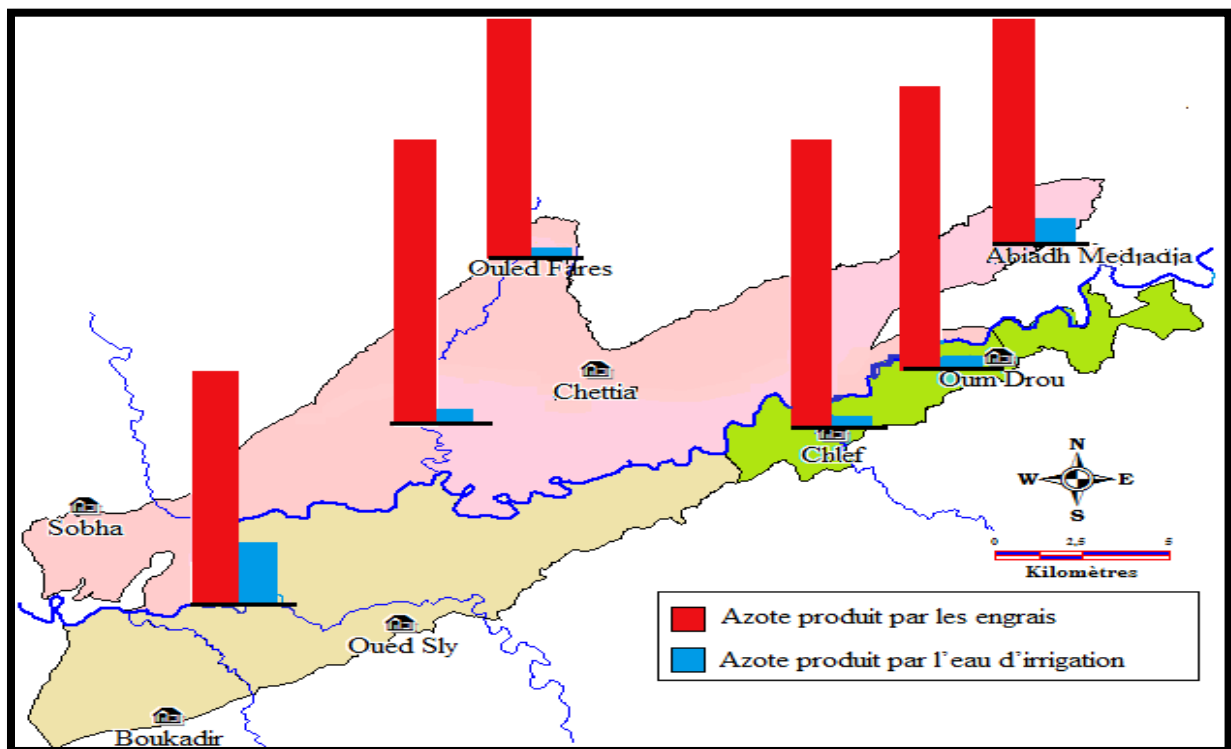 Ouled Fares
Abiadh Medjadja
Chettia
Oum Drou
Chlef
Sobha
N
W
E
S
0 2,5 5
Kilomètres
Oued Sly
Boukadir
Azote produit par les engrais
Azote produit par l'eau d'irrigation